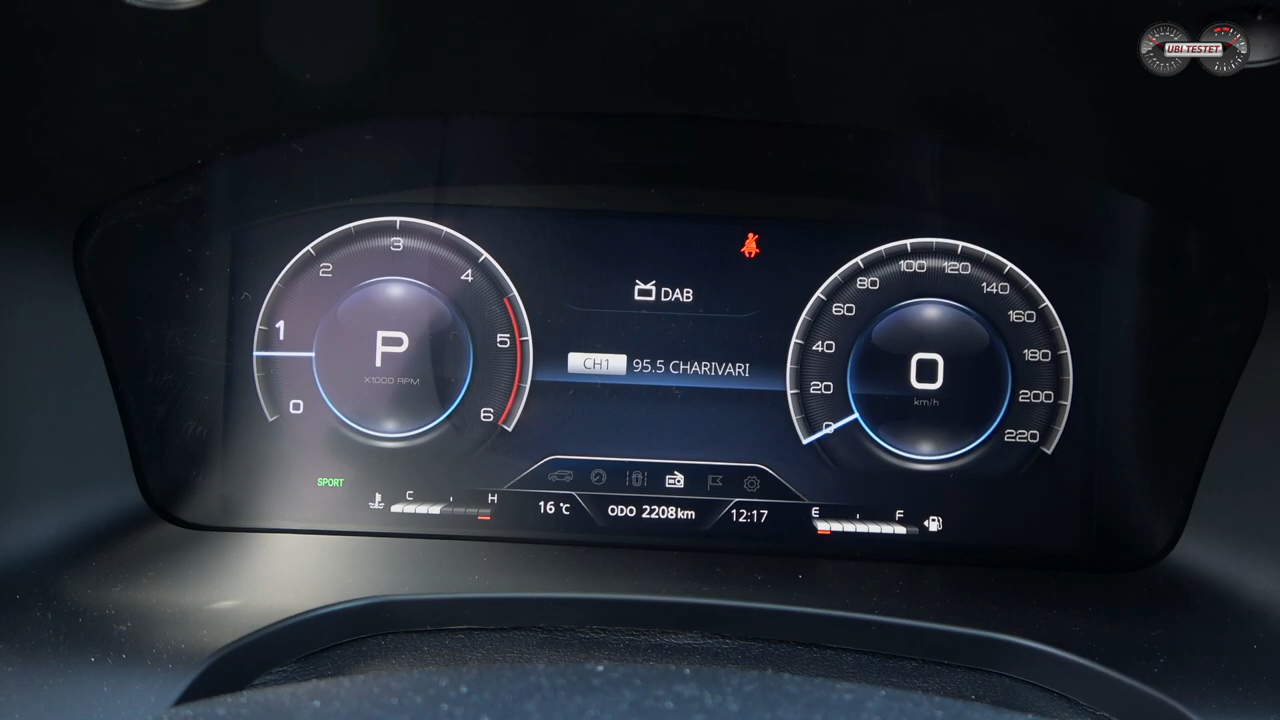 UBI TESTET
0
1
2
3
4
5
6
P
X1000 RPM
DAB
CH1 95.5 CHARIVARI
0
20
40
60
80
100
120
140
160
180
200
220
0
km/h
SPORT
C H
16 ℃
ODO 2208km
12:17
E F